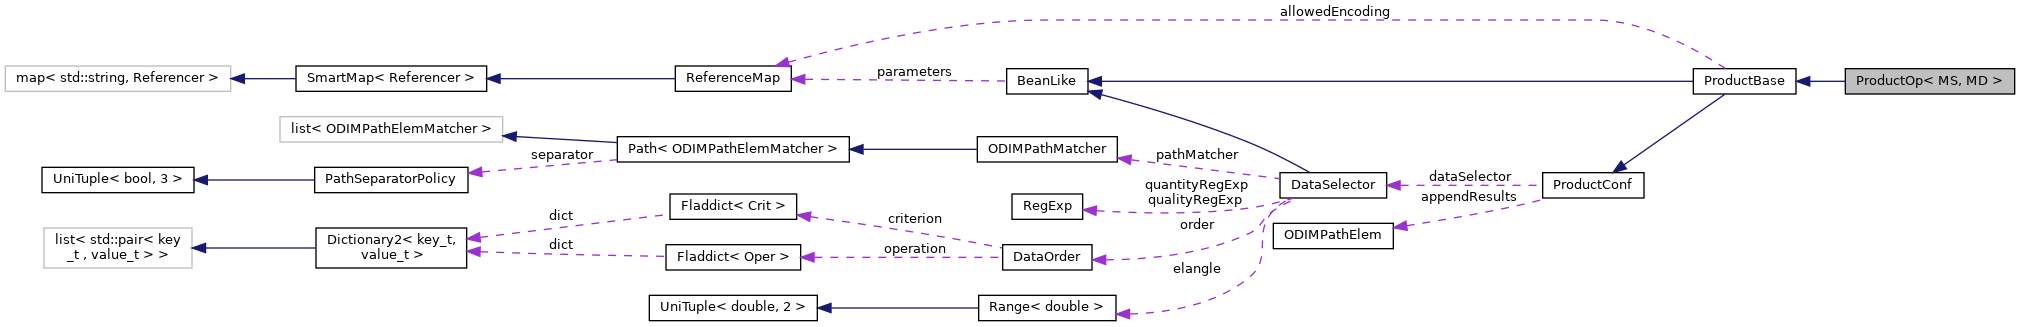 allowedEncoding
map< std::string, Referencer >
SmartMap< Referencer >
ReferenceMap
parameters
BeanLike
ProductBase
ProductOp< MS, MD >
list< ODIMPathElemMatcher >
separator
Path< ODIMPathElemMatcher >
ODIMPathMatcher
pathMatcher
UniTuple< bool, 3 >
PathSeparatorPolicy
quantityRegExp
qualityRegExp
DataSelector
dataSelector
appendResults
ProductConf
Fladdict< Crit >
RegExp
dict
criterion
order
ODIMPathElem
list< std::pair< key
_t , value_t > >
Dictionary2< key_t,
value_t >
dict
Fladdict< Oper >
operation
DataOrder
elangle
UniTuple< double, 2 >
Range< double >